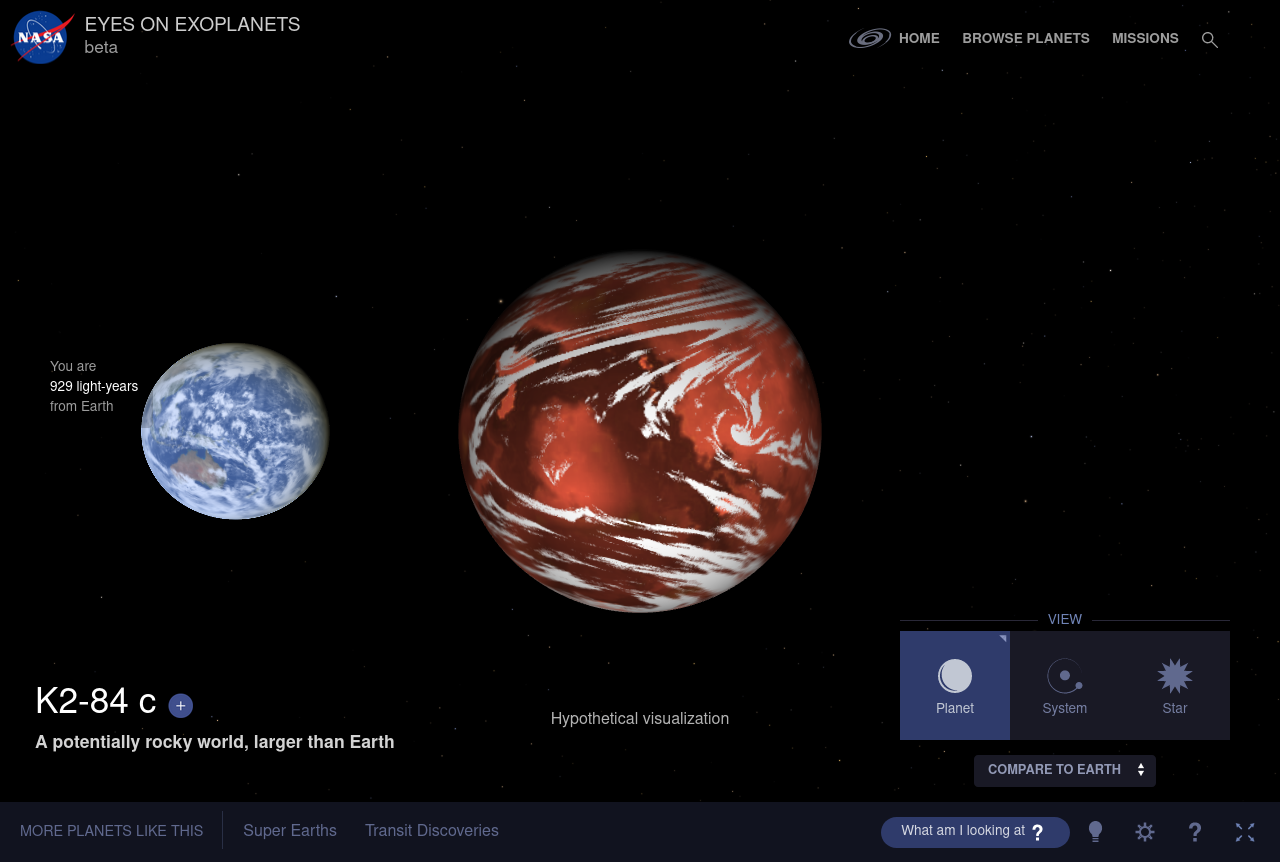 NASA
EYES ON EXOPLANETS
beta
HOME
BROWSE PLANETS
MISSIONS
You are
929 light-years
from Earth
K2-84 c +
A potentially rocky world, larger than Earth
Hypothetical visualization
VIEW
Planet
System
Star
COMPARE TO EARTH
MORE PLANETS LIKE THIS
Super Earths
Transit Discoveries
What am I looking at ?
?